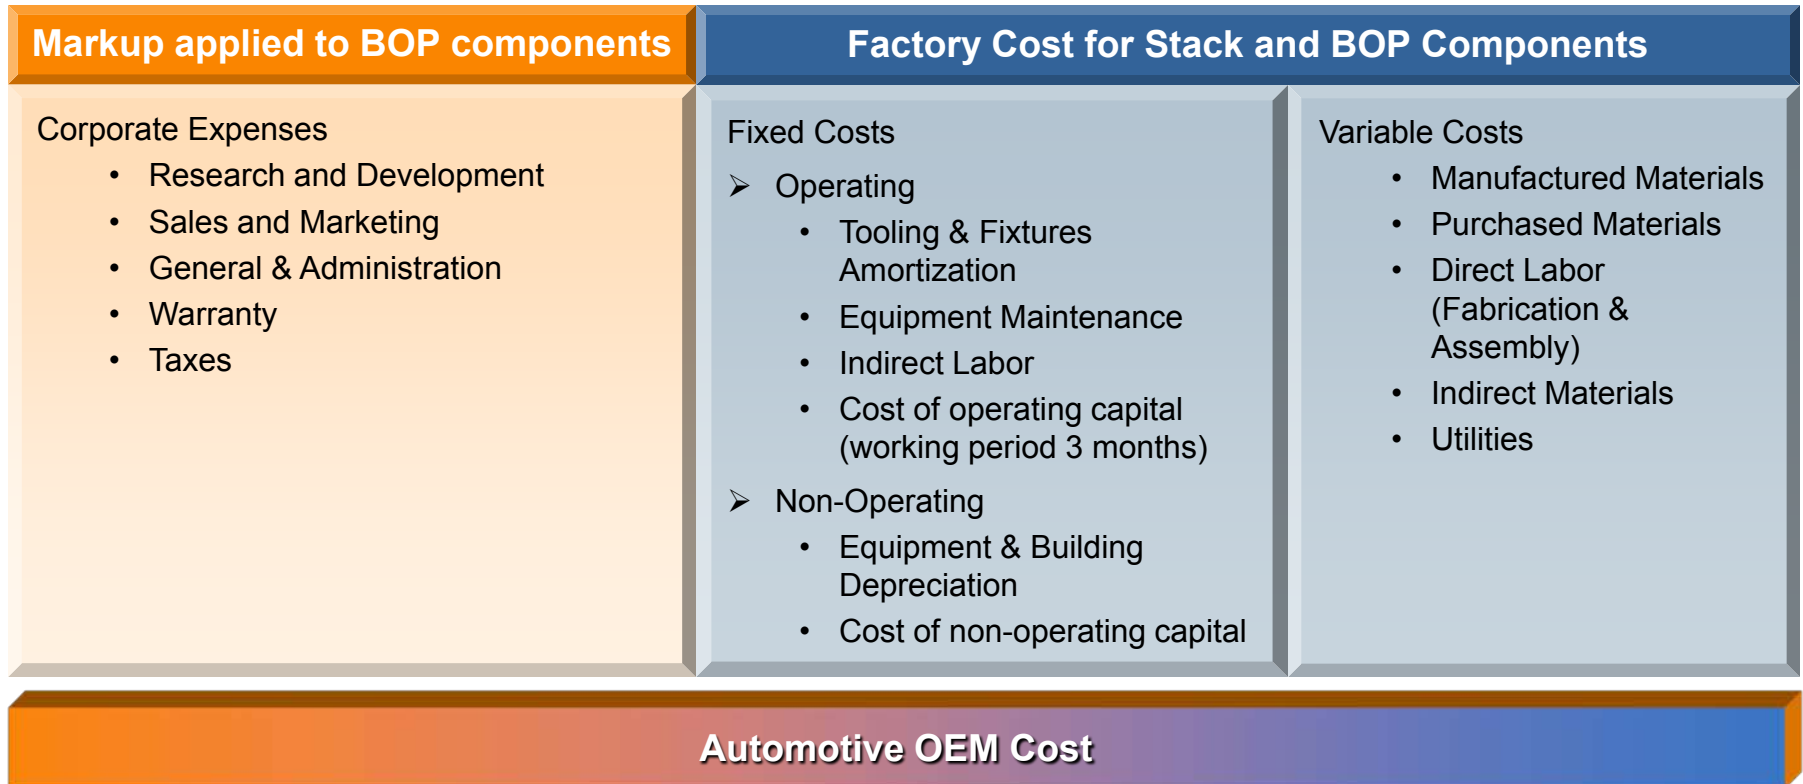 Markup applied to BOP components
Factory Cost for Stack and BOP Components
Corporate Expenses
• Research and Development
• Sales and Marketing
• General & Administration
• Warranty
• Taxes
Fixed Costs
➢ Operating
• Tooling & Fixtures
Amortization
• Equipment Maintenance
• Indirect Labor
• Cost of operating capital
(working period 3 months)
➢ Non-Operating
• Equipment & Building
Depreciation
• Cost of non-operating capital
Variable Costs
• Manufactured Materials
• Purchased Materials
• Direct Labor
(Fabrication &
Assembly)
• Indirect Materials
• Utilities
Automotive OEM Cost